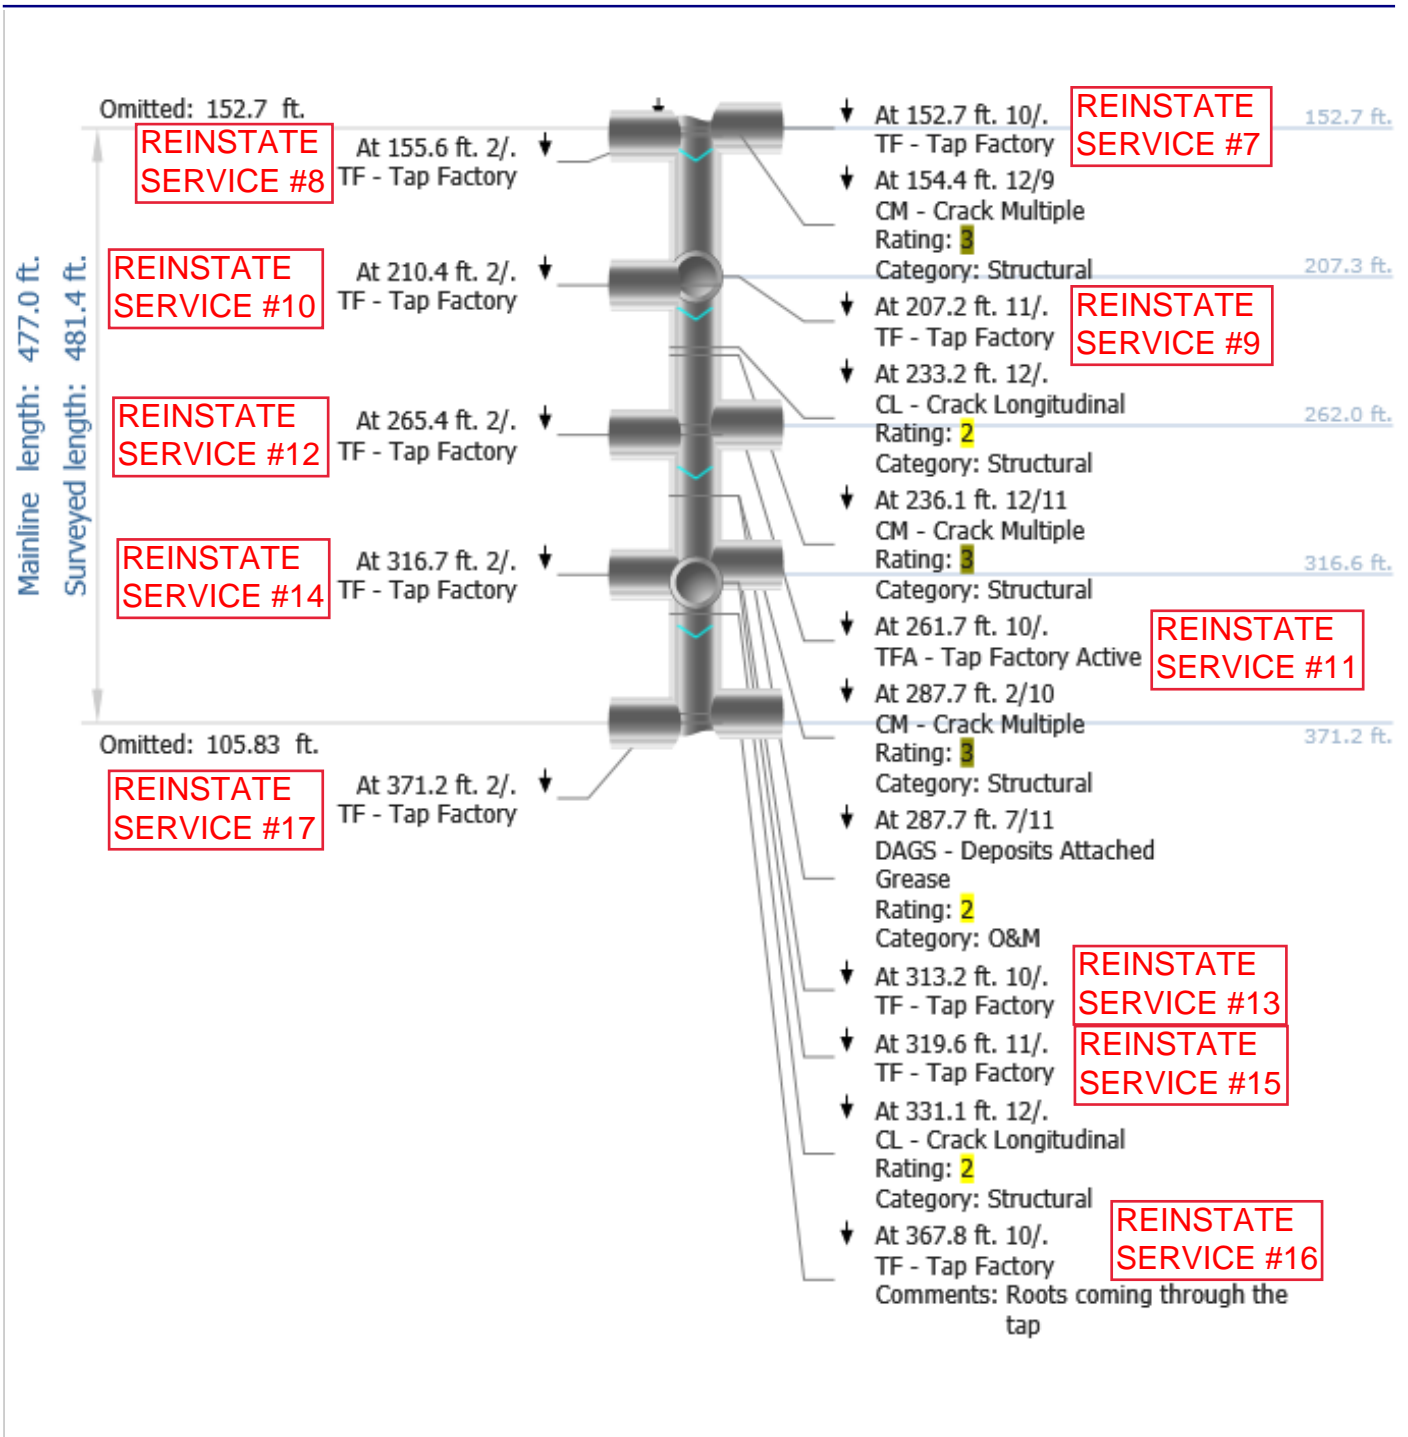 Omitted: 152.7 ft.
REINSTATE
SERVICE #8
At 155.6 ft. 2/.
TF - Tap Factory
REINSTATE
SERVICE #10
At 210.4 ft. 2/.
TF - Tap Factory
REINSTATE
SERVICE #12
At 265.4 ft. 2/.
TF - Tap Factory
REINSTATE
SERVICE #14
At 316.7 ft. 2/.
TF - Tap Factory
Omitted: 105.83 ft.
REINSTATE
SERVICE #17
At 371.2 ft. 2/.
TF - Tap Factory
Mainline length: 477.0 ft.
Surveyed length: 481.4 ft.
At 152.7 ft. 10/.
TF - Tap Factory
REINSTATE
SERVICE #7
152.7 ft.
At 154.4 ft. 12/9
CM - Crack Multiple
Rating: 3
Category: Structural
207.3 ft.
At 207.2 ft. 11/.
TF - Tap Factory
REINSTATE
SERVICE #9
At 233.2 ft. 12/.
CL - Crack Longitudinal
Rating: 2
Category: Structural
262.0 ft.
At 236.1 ft. 12/11
CM - Crack Multiple
Rating: 3
Category: Structural
316.6 ft.
At 261.7 ft. 10/.
TFA - Tap Factory Active
REINSTATE
SERVICE #11
At 287.7 ft. 2/10
CM - Crack Multiple
Rating: 3
Category: Structural
371.2 ft.
At 287.7 ft. 7/11
DAGS - Deposits Attached
Grease
Rating: 2
Category: O&M
At 313.2 ft. 10/.
TF - Tap Factory
REINSTATE
SERVICE #13
At 319.6 ft. 11/.
TF - Tap Factory
REINSTATE
SERVICE #15
At 331.1 ft. 12/.
CL - Crack Longitudinal
Rating: 2
Category: Structural
At 367.8 ft. 10/.
TF - Tap Factory
REINSTATE
SERVICE #16
Comments: Roots coming through the
tap